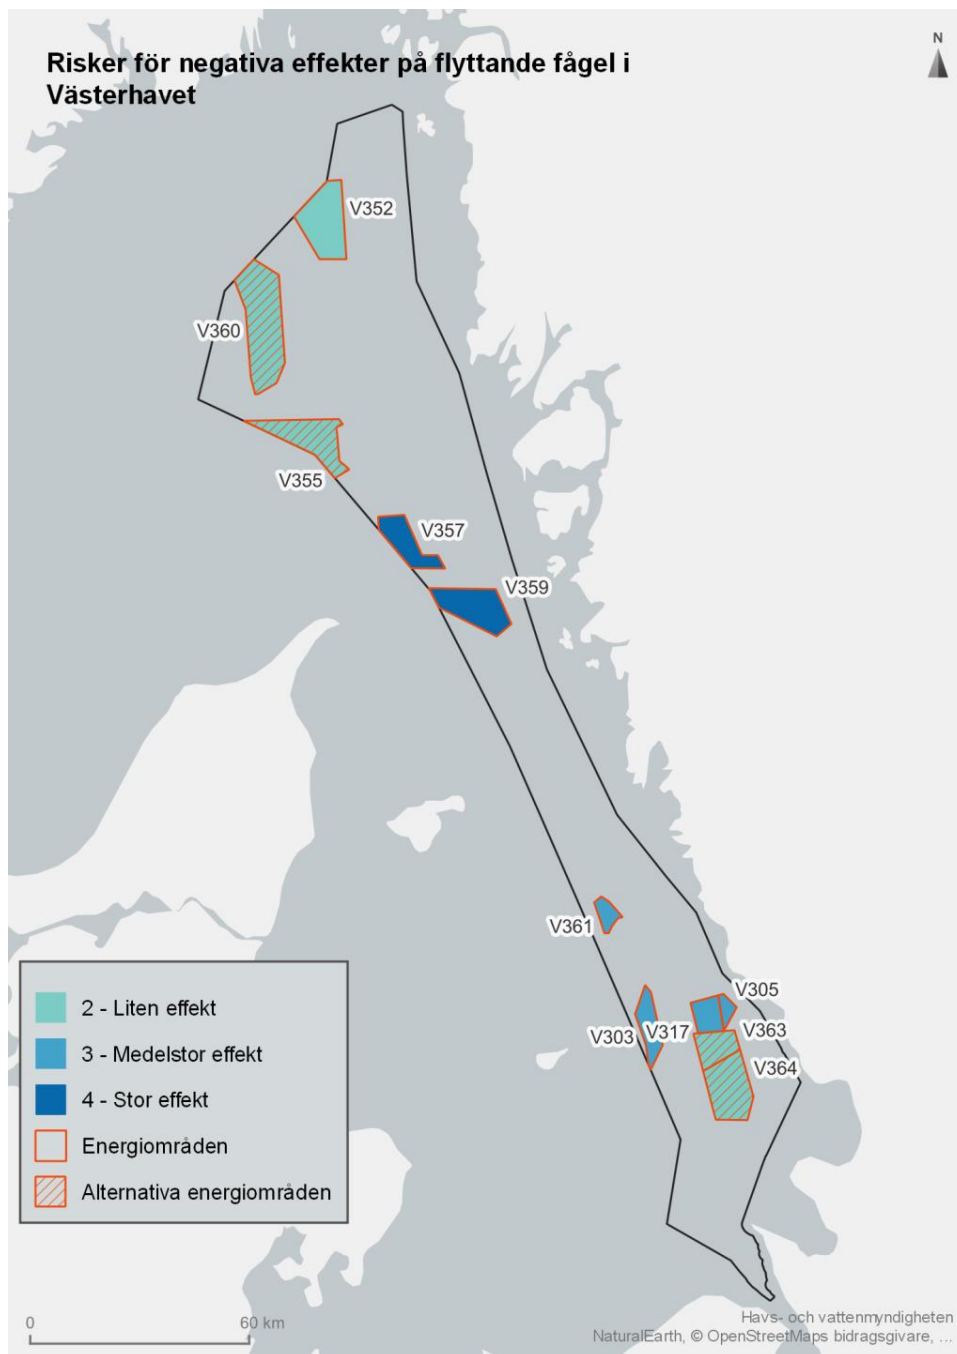 Risker för negativa effekter på flyttande fågel i
Västerhavet
N
V352
V360
V355
V357
V359
V361
V305
V303
V317
V363
V364
2 - Liten effekt
3 - Medelstor effekt
4 - Stor effekt
Energiområden
Alternativa energiområden
0
60 km
Havs- och vattenmyndigheten
NaturalEarth, © OpenStreetMaps bidragsgivare, ...